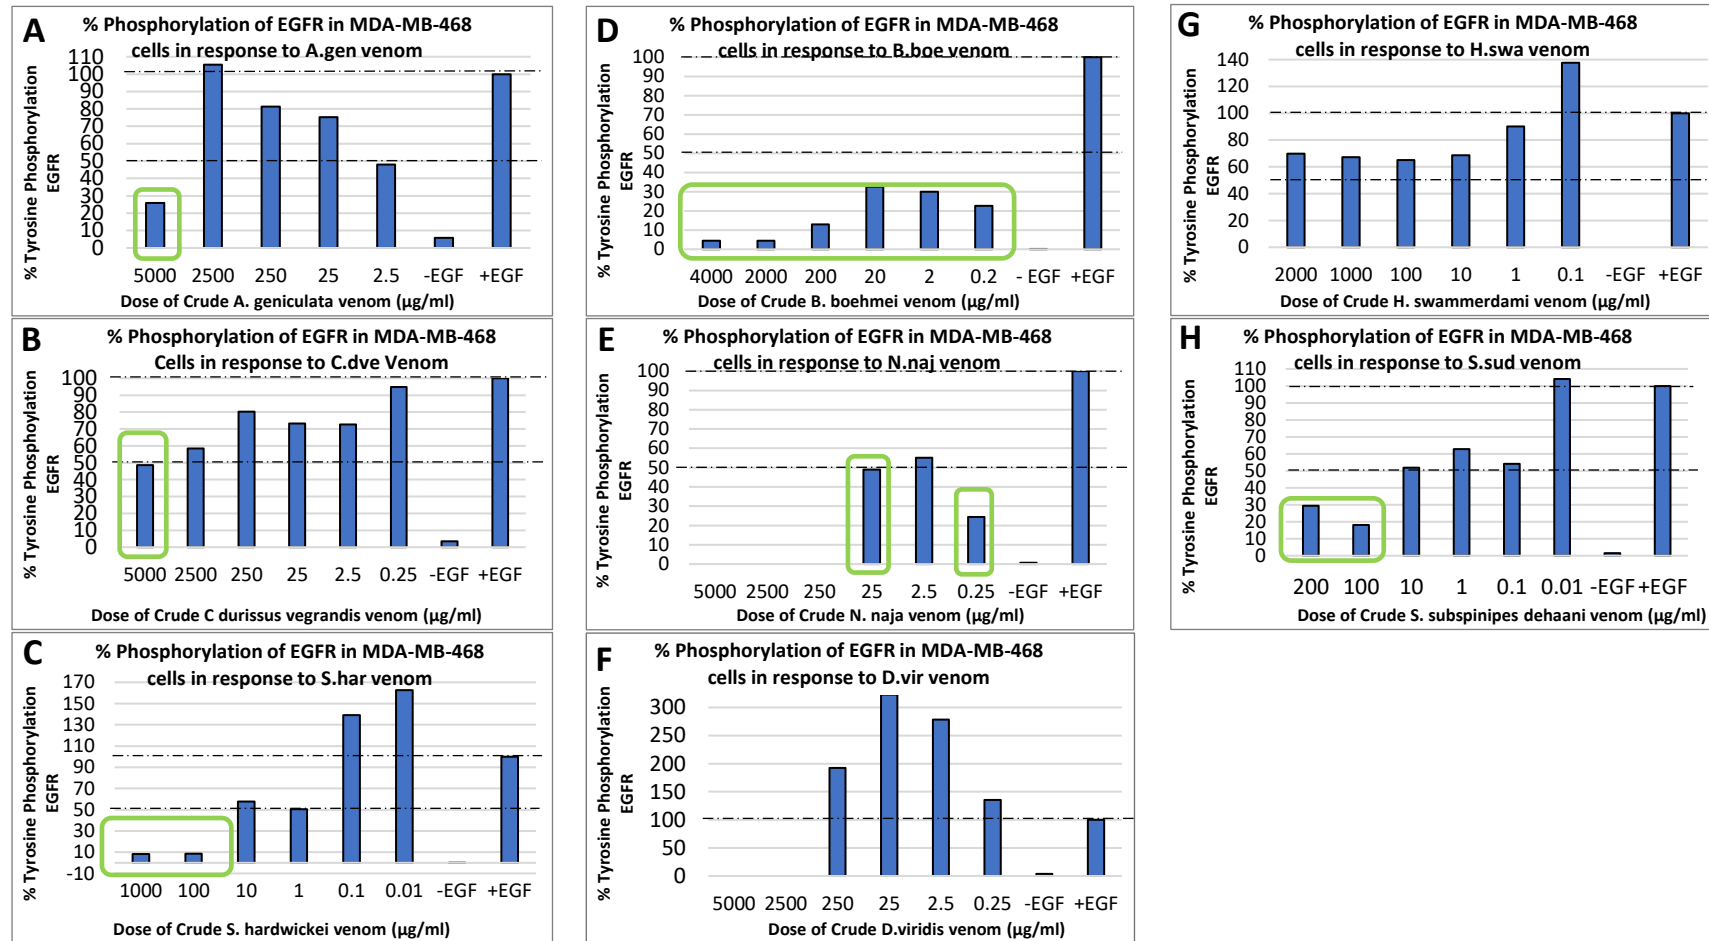 A
% Phosphorylation of EGFR in MDA-MB-468
cells in response to A.gen venom
% Tyrosine Phosphorylation
EGFR
110
100
90
80
70
60
50
40
30
20
10
0
5000 2500 250 25 2.5 -EGF +EGF
Dose of Crude A. geniculata venom (µg/ml)
B
% Phosphorylation of EGFR in MDA-MB-468
Cells in response to C.dve Venom
% Tyrosine Phosphoylation
EGFR
100
90
80
70
60
50
40
30
20
10
0
5000 2500 250 25 2.5 0.25 -EGF +EGF
Dose of Crude C durissus vegrandis venom (µg/ml)
C
% Phosphorylation of EGFR in MDA-MB-468
cells in response to S.har venom
% Tyrosine Phosphorylation
EGFR
170
150
130
110
90
70
50
30
10
-10
1000 100 10 1 0.1 0.01 -EGF +EGF
Dose of Crude S. hardwickei venom (µg/ml)
D
% Phosphorylation of EGFR in MDA-MB-468
cells in response to B.boe venom
% Tyrosine Phosphorylation
EGFR
100
90
80
70
60
50
40
30
20
10
0
4000 2000 200 20 2 0.2 - EGF +EGF
Dose of Crude B. boehmei venom (µg/ml)
E
% Phosphorylation of EGFR in MDA-MB-468
cells in response to N.naj venom
% Tyrosine Phosphorylation
EGFR
100
90
80
70
60
50
40
30
20
10
0
5000 2500 250 25 2.5 0.25 -EGF +EGF
Dose of Crude N. naja venom (µg/ml)
F
% Phosphorylation of EGFR in MDA-MB-468
cells in response to D.vir venom
% Tyrosine Phosphorylation
EGFR
300
250
200
150
100
50
0
5000 2500 250 25 2.5 0.25 -EGF +EGF
Dose of Crude D.viridis venom (µg/ml)
G
% Phosphorylation of EGFR in MDA-MB-468
cells in response to H.swa venom
% Tyrosine Phosphorylation
EGFR
140
120
100
80
60
40
20
0
2000 1000 100 10 1 0.1 -EGF +EGF
Dose of Crude H. swammerdami venom (µg/ml)
H
% Phosphorylation of EGFR in MDA-MB-468
cells in response to S.sud venom
% Tyrosine Phosphorylation
EGFR
110
100
90
80
70
60
50
40
30
20
10
0
200 100 10 1 0.1 0.01 -EGF +EGF
Dose of Crude S. subspinipes dehaani venom (µg/ml)